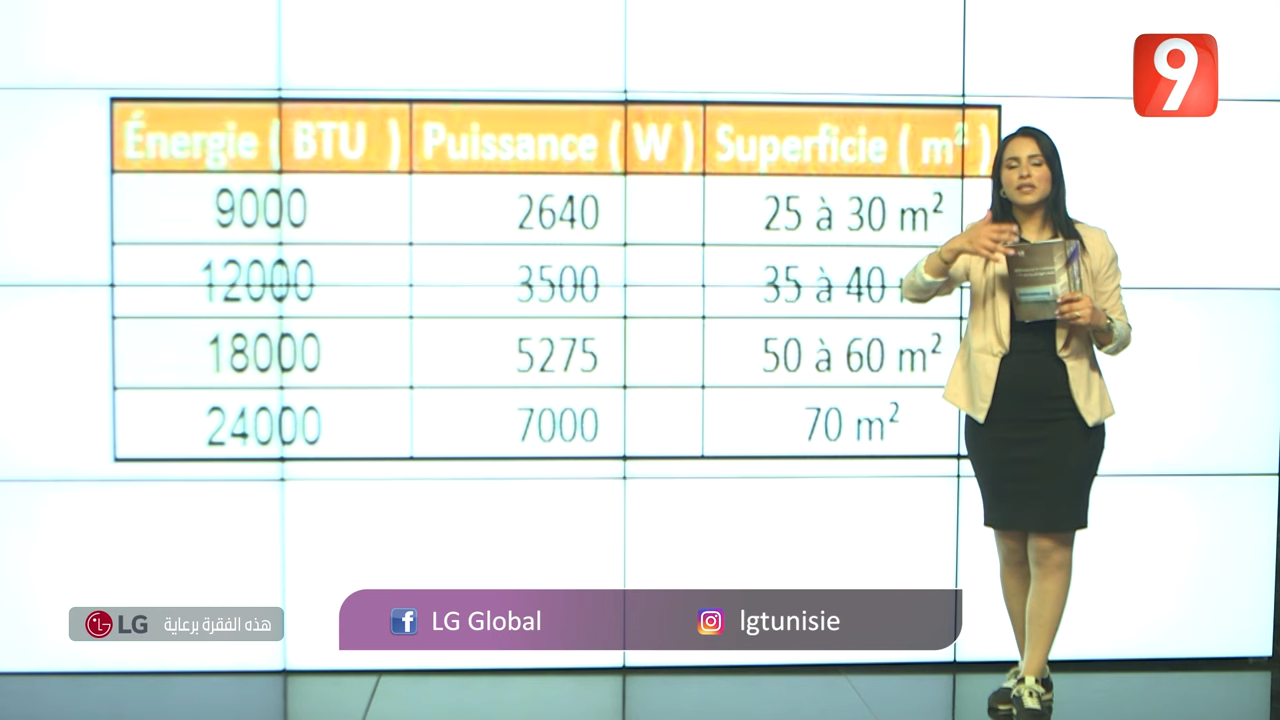 9
Énergie ( BTU ) Puissance ( W ) Superficie ( m² )
9000 2640 25 à 30 m²
12000 3500 35 à 40
18000 5275 50 à 60 m²
24000 7000 70 m²
LG هذه الفقرة برعاية
LG Global lgtunisie